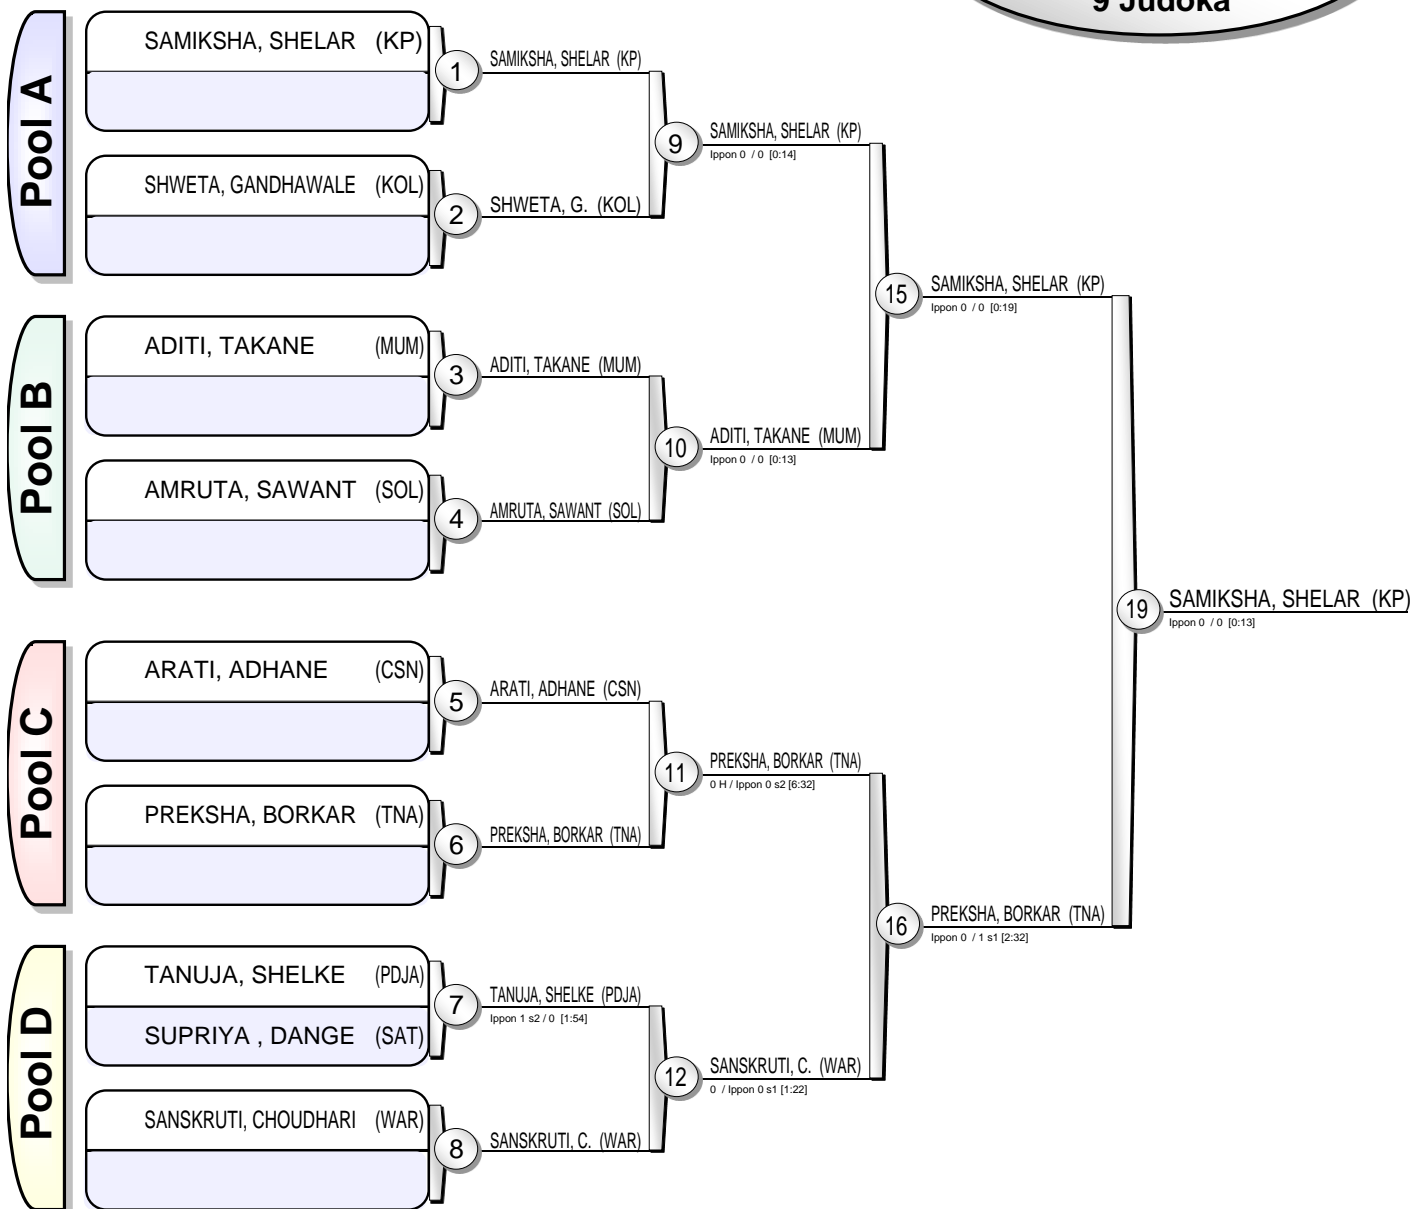 9 Judoka
Pool A
SAMIKSHA, SHELAR (KP)
1
SAMIKSHA, SHELAR (KP)
SHWETA, GANDHAWALE (KOL)
2
SHWETA, G. (KOL)
9
SAMIKSHA, SHELAR (KP)
Ippon 0 / 0 [0:14]
Pool B
ADITI, TAKANE (MUM)
3
ADITI, TAKANE (MUM)
AMRUTA, SAWANT (SOL)
4
AMRUTA, SAWANT (SOL)
10
ADITI, TAKANE (MUM)
Ippon 0 / 0 [0:13]
15
SAMIKSHA, SHELAR (KP)
Ippon 0 / 0 [0:19]
Pool C
ARATI, ADHANE (CSN)
5
ARATI, ADHANE (CSN)
PREKSHA, BORKAR (TNA)
6
PREKSHA, BORKAR (TNA)
11
PREKSHA, BORKAR (TNA)
0 H / Ippon 0 s2 [6:32]
Pool D
TANUJA, SHELKE (PDJA)
SUPRIYA , DANGE (SAT)
7
TANUJA, SHELKE (PDJA)
Ippon 1 s2 / 0 [1:54]
SANSKRUTI, CHOUDHARI (WAR)
8
SANSKRUTI, C. (WAR)
12
SANSKRUTI, C. (WAR)
0 / Ippon 0 s1 [1:22]
16
PREKSHA, BORKAR (TNA)
Ippon 0 / 1 s1 [2:32]
19
SAMIKSHA, SHELAR (KP)
Ippon 0 / 0 [0:13]